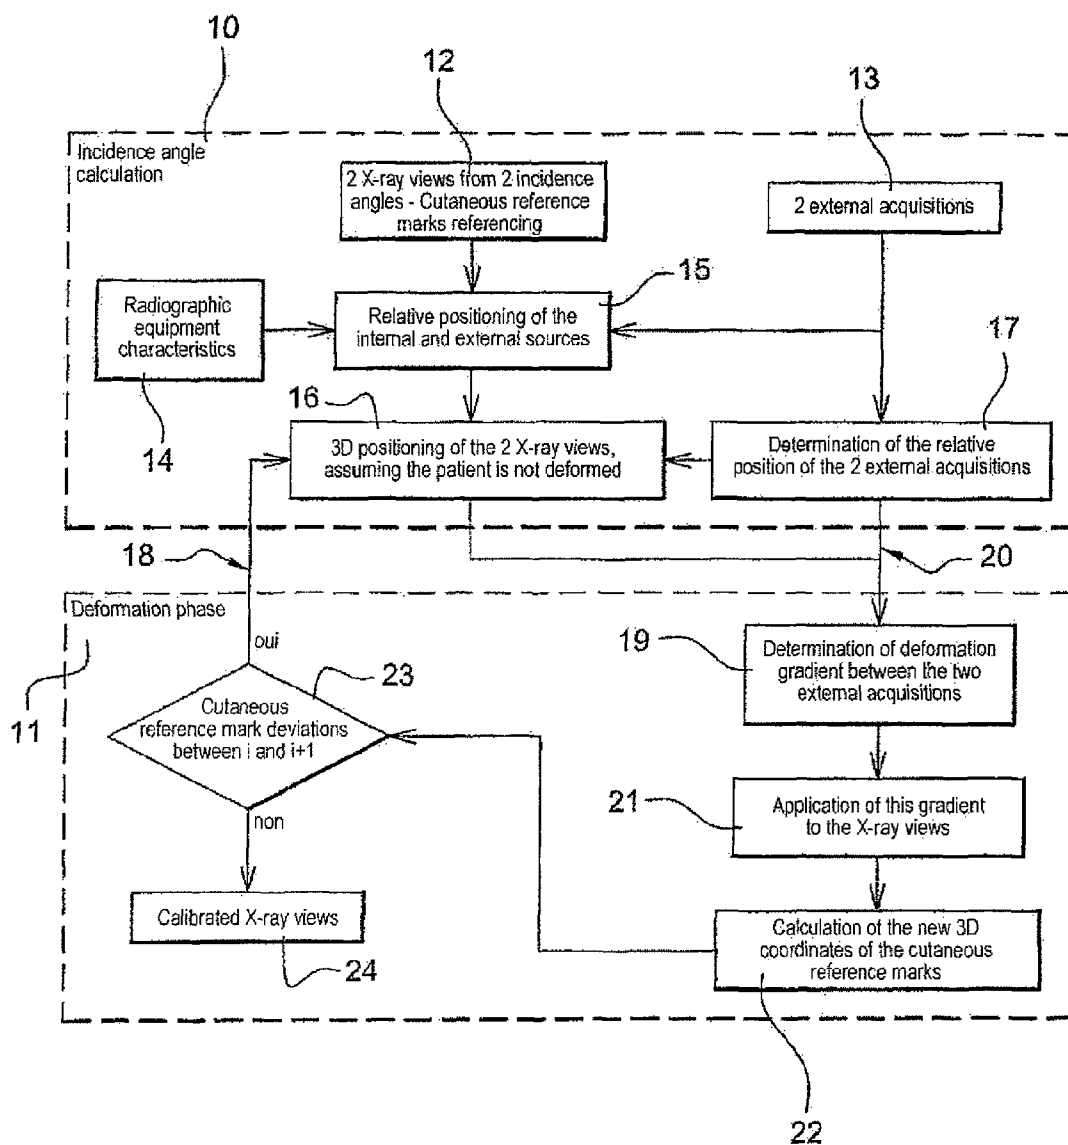 10
12
13
Incidence angle
calculation
2 X-ray views from 2 incidence
angles - Cutaneous reference
marks referencing
2 external acquisitions
15
Radiographic
equipment
characteristics
Relative positioning of the
internal and external sources
17
14
16
3D positioning of the 2 X-ray views,
assuming the patient is not deformed
Determination of the relative
position of the 2 external acquisitions
18
20
Deformation phase
oui
19
Determination of deformation
gradient between the two
external acquisitions
23
11
Cutaneous
reference mark deviations
between i and i+1
21
Application of this gradient
to the X-ray views
non
Calibrated X-ray views
24
Calculation of the new 3D
coordinates of the cutaneous
reference marks
22